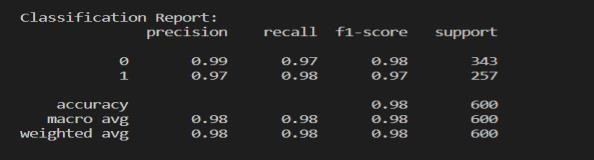 Classification Report:
precision recall f1-score support
0 0.99 0.97 0.98 343
1 0.97 0.98 0.97 257
accuracy 0.98 600
macro avg 0.98 0.98 0.98 600
weighted avg 0.98 0.98 0.98 600